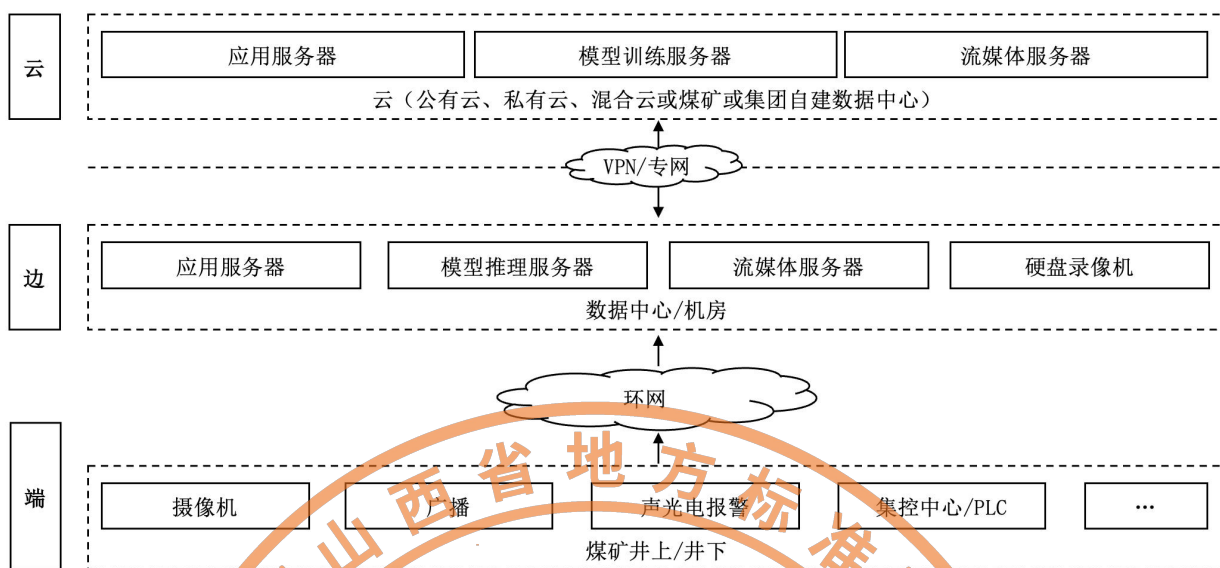 云
应用服务器
模型训练服务器
流媒体服务器
云（公有云、私有云、混合云或煤矿或集团自建数据中心）
VPN/专网
边
应用服务器
模型推理服务器
流媒体服务器
硬盘录像机
数据中心/机房
环网
端
摄像机
广播
声光电报警
集控中心/PLC
…
煤矿井上/井下
山西省地方标准